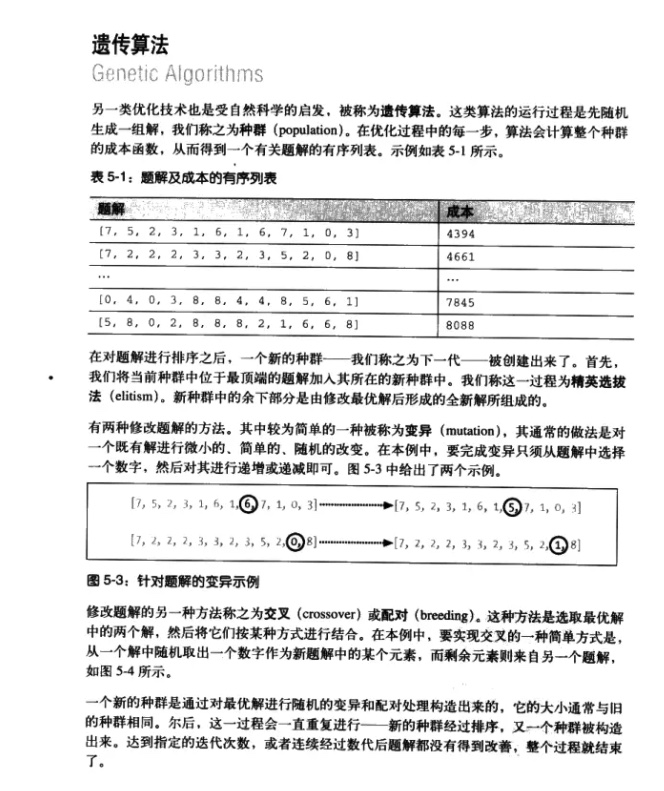 遗传算法
Genetic Algorithms
另一类优化技术也是受自然科学的启发，被称为遗传算法。这类算法的运行过程是先随机
生成一组解，我们称之为种群（population）。在优化过程中的每一步，算法会计算整个种群
的成本函数，从而得到一个有关题解的有序列表。示例如表 5-1 所示。
表 5-1：题解及成本的有序列表
题解 成本
[7, 5, 2, 3, 1, 6, 1, 6, 7, 1, 0, 3] 4394
[7, 2, 2, 2, 3, 3, 2, 3, 5, 2, 0, 8] 4661
... ...
[0, 4, 0, 3, 8, 8, 4, 4, 8, 5, 6, 1] 7845
[5, 8, 0, 2, 8, 8, 8, 2, 1, 6, 6, 8] 8088
在对题解进行排序之后，一个新的种群——我们称之为下一代——被创建出来了。首先，
我们将当前种群中位于最顶端的题解加入其所在的新种群中。我们称这一过程为精英选拔
法（elitism）。新种群中的余下部分是由修改最优解后形成的全新解所组成的。
有两种修改题解的方法。其中较为简单的一种被称为变异（mutation），其通常的做法是对
一个既有解进行微小的、简单的、随机的改变。在本例中，要完成变异只须从题解中选择
一个数字，然后对其进行递增或递减即可。图 5-3 中给出了两个示例。
[7, 5, 2, 3, 1, 6, 1, 6, 7, 1, 0, 3] [7, 5, 2, 3, 1, 6, 1, 5, 7, 1, 0, 3]
[7, 2, 2, 2, 3, 3, 2, 3, 5, 2, 0, 8] [7, 2, 2, 2, 3, 3, 2, 3, 5, 2, 1, 8]
图 5-3：针对题解的变异示例
修改题解的另一种方法称之为交叉（crossover）或配对（breeding）。这种方法是选取最优解
中的两个解，然后将它们按某种方式进行结合。在本例中，要实现交叉的一种简单方式是，
从一个解中随机取出一个数字作为新题解中的某个元素，而剩余元素则来自另一个题解，
如图 5-4 所示。
一个新的种群是通过对最优解进行随机的变异和配对处理构造出来的，它的大小通常与旧
的种群相同。尔后，这一过程会一直重复进行——新的种群经过排序，又一个种群被构造
出来。达到指定的迭代次数，或者连续经过数代后题解都没有得到改善，整个过程就结束
了。